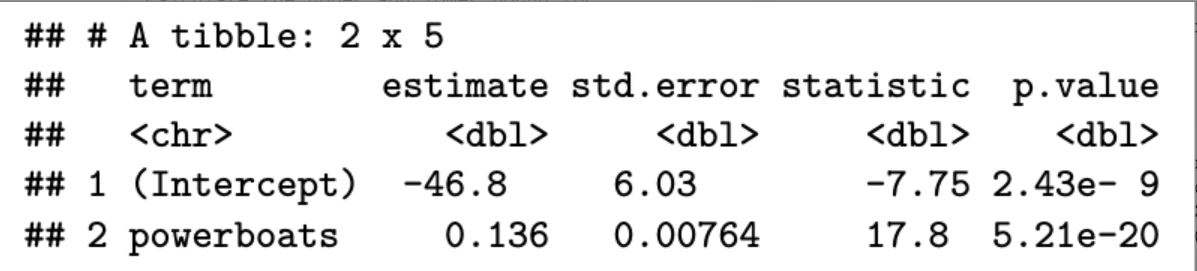 ## # A tibble: 2 x 5
##   term        estimate std.error statistic  p.value
##   <chr>          <dbl>     <dbl>     <dbl>    <dbl>
## 1 (Intercept)  -46.8     6.03        -7.75 2.43e- 9
## 2 powerboats     0.136   0.00764     17.8  5.21e-20